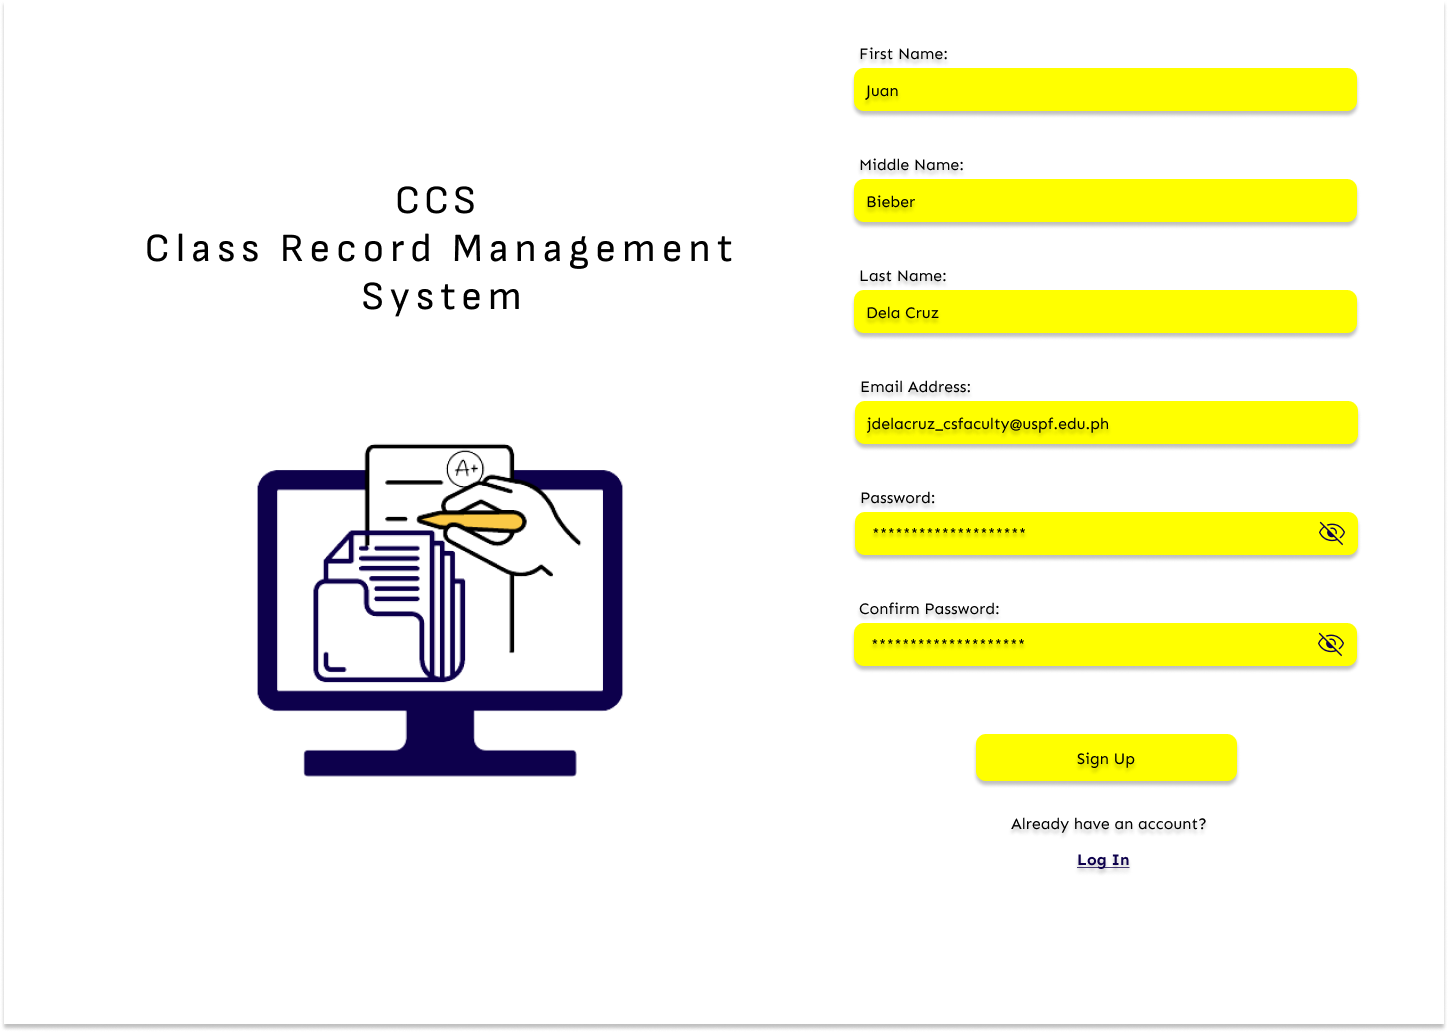 CCS
Class Record Management
System
A+
First Name:
Juan
Middle Name:
Bieber
Last Name:
Dela Cruz
Email Address:
jdelacruz_csfaculty@uspf.edu.ph
Password:
********************
Confirm Password:
********************
Sign Up
Already have an account?
Log In